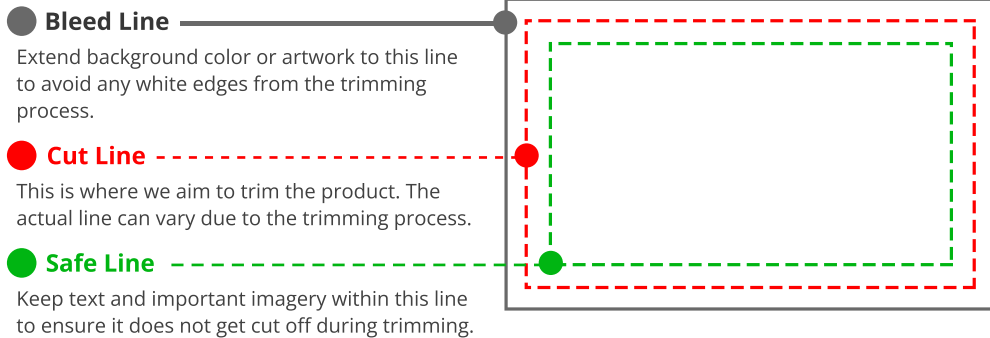 Bleed Line
Extend background color or artwork to this line
to avoid any white edges from the trimming
process.
Cut Line
This is where we aim to trim the product. The
actual line can vary due to the trimming process.
Safe Line
Keep text and important imagery within this line
to ensure it does not get cut off during trimming.